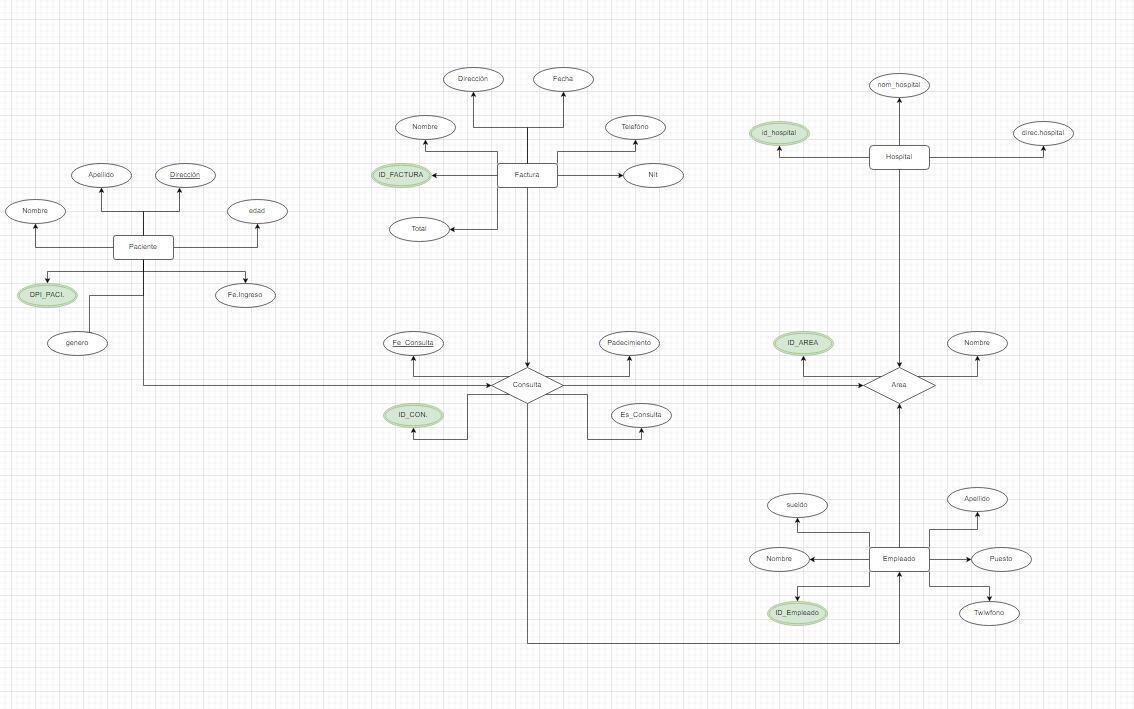 Dirección
Fecha
Nombre
Telefóno
ID_FACTURA
Factura
Nit
Total
nom_hospital
id_hospital
direc.hospital
Hospital
Apellido
Dirección
Nombre
edad
Paciente
DPI_PACI.
Fe.Ingreso
genero
Fe_Consulta
Padecimiento
Consulta
ID_CON.
Es_Consulta
ID_AREA
Nombre
Area
sueldo
Apellido
Nombre
Empleado
Puesto
ID_Empleado
Twlwfono